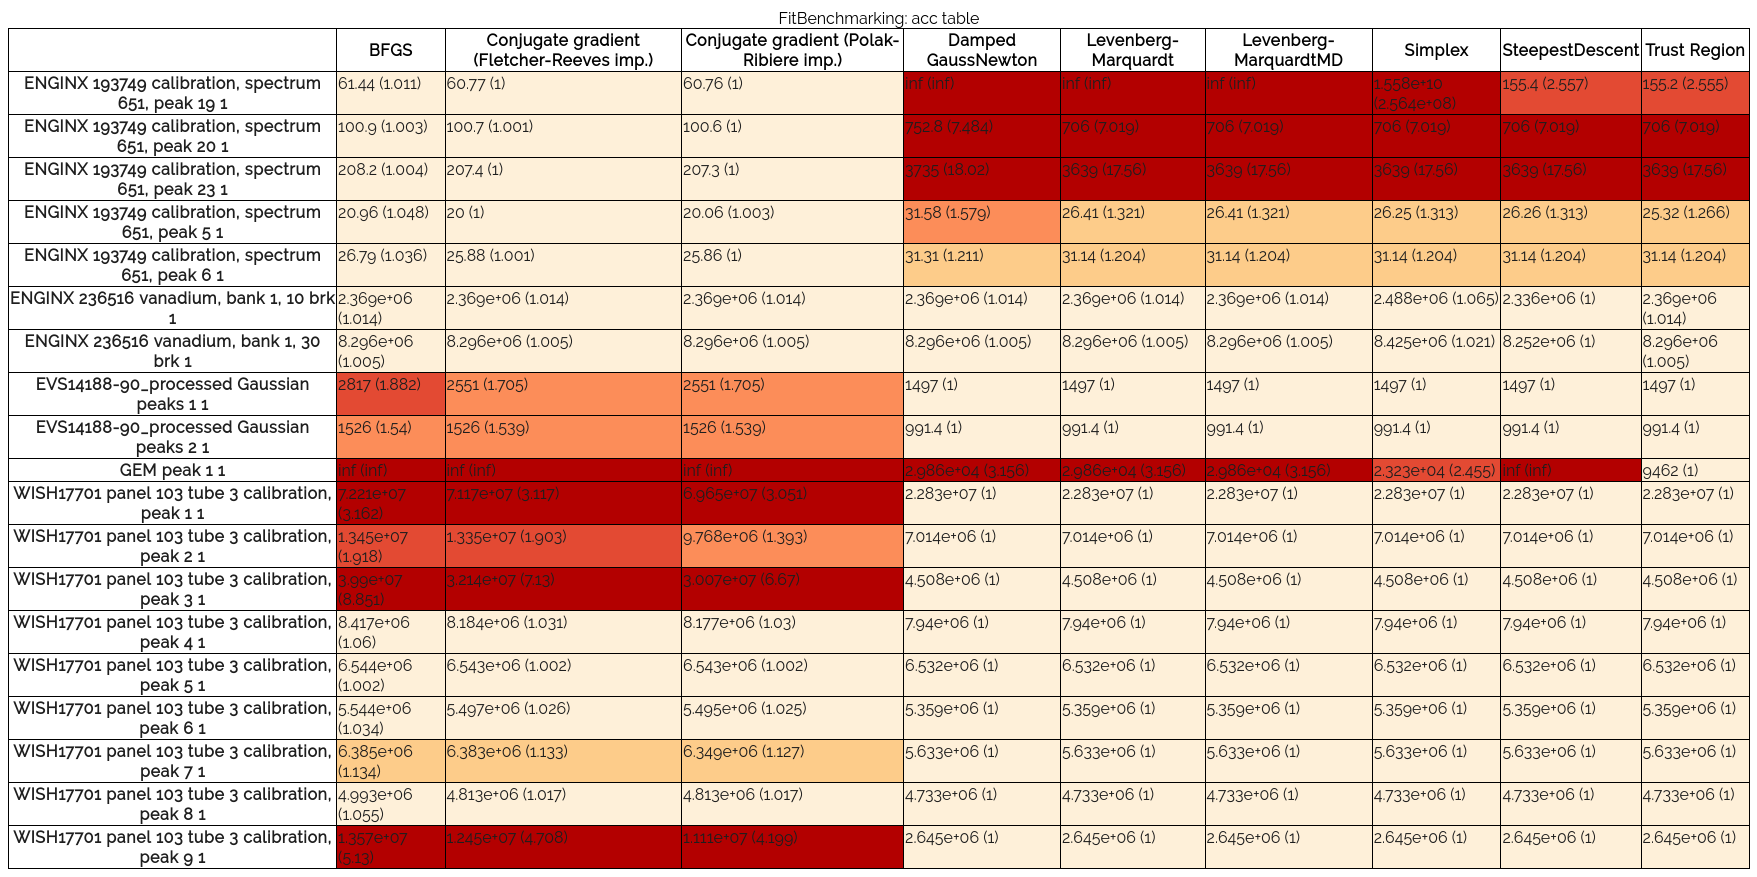 FitBenchmarking: acc table
BFGS
Conjugate gradient (Fletcher-Reeves imp.)
Conjugate gradient (Polak-Ribiere imp.)
Damped GaussNewton
Levenberg-Marquardt
Levenberg-MarquardtMD
Simplex
SteepestDescent
Trust Region
ENGINX 193749 calibration, spectrum 651, peak 19 1 61.44 (1.011) 60.77 (1) 60.76 (1) inf (inf) inf (inf) inf (inf) 1.558e+10 (2.564e+08) 155.4 (2.557) 155.2 (2.555)
ENGINX 193749 calibration, spectrum 651, peak 20 1 100.9 (1.003) 100.7 (1.001) 100.6 (1) 752.8 (7.484) 706 (7.019) 706 (7.019) 706 (7.019) 706 (7.019) 706 (7.019)
ENGINX 193749 calibration, spectrum 651, peak 23 1 208.2 (1.004) 207.4 (1) 207.3 (1) 3735 (18.02) 3639 (17.56) 3639 (17.56) 3639 (17.56) 3639 (17.56) 3639 (17.56)
ENGINX 193749 calibration, spectrum 651, peak 5 1 20.96 (1.048) 20 (1) 20.06 (1.003) 31.58 (1.579) 26.41 (1.321) 26.41 (1.321) 26.25 (1.313) 26.26 (1.313) 25.32 (1.266)
ENGINX 193749 calibration, spectrum 651, peak 6 1 26.79 (1.036) 25.88 (1.001) 25.86 (1) 31.31 (1.211) 31.14 (1.204) 31.14 (1.204) 31.14 (1.204) 31.14 (1.204) 31.14 (1.204)
ENGINX 236516 vanadium, bank 1, 10 brk 1 2.369e+06 (1.014) 2.369e+06 (1.014) 2.369e+06 (1.014) 2.369e+06 (1.014) 2.369e+06 (1.014) 2.369e+06 (1.014) 2.488e+06 (1.065) 2.336e+06 (1) 2.369e+06 (1.014)
ENGINX 236516 vanadium, bank 1, 30 brk 1 8.296e+06 (1.005) 8.296e+06 (1.005) 8.296e+06 (1.005) 8.296e+06 (1.005) 8.296e+06 (1.005) 8.296e+06 (1.005) 8.425e+06 (1.021) 8.252e+06 (1) 8.296e+06 (1.005)
EVS14188-90_processed Gaussian peaks 1 1 2817 (1.882) 2551 (1.705) 2551 (1.705) 1497 (1) 1497 (1) 1497 (1) 1497 (1) 1497 (1) 1497 (1)
EVS14188-90_processed Gaussian peaks 2 1 1526 (1.54) 1526 (1.539) 1526 (1.539) 991.4 (1) 991.4 (1) 991.4 (1) 991.4 (1) 991.4 (1) 991.4 (1)
GEM peak 1 1 inf (inf) inf (inf) inf (inf) 2.986e+04 (3.156) 2.986e+04 (3.156) 2.986e+04 (3.156) 2.323e+04 (2.455) inf (inf) 9462 (1)
WISH17701 panel 103 tube 3 calibration, peak 1 1 7.221e+07 (3.162) 7.117e+07 (3.117) 6.965e+07 (3.051) 2.283e+07 (1) 2.283e+07 (1) 2.283e+07 (1) 2.283e+07 (1) 2.283e+07 (1) 2.283e+07 (1)
WISH17701 panel 103 tube 3 calibration, peak 2 1 1.345e+07 (1.918) 1.335e+07 (1.903) 9.768e+06 (1.393) 7.014e+06 (1) 7.014e+06 (1) 7.014e+06 (1) 7.014e+06 (1) 7.014e+06 (1) 7.014e+06 (1)
WISH17701 panel 103 tube 3 calibration, peak 3 1 3.99e+07 (8.851) 3.214e+07 (7.13) 3.007e+07 (6.67) 4.508e+06 (1) 4.508e+06 (1) 4.508e+06 (1) 4.508e+06 (1) 4.508e+06 (1) 4.508e+06 (1)
WISH17701 panel 103 tube 3 calibration, peak 4 1 8.417e+06 (1.06) 8.184e+06 (1.031) 8.177e+06 (1.03) 7.94e+06 (1) 7.94e+06 (1) 7.94e+06 (1) 7.94e+06 (1) 7.94e+06 (1) 7.94e+06 (1)
WISH17701 panel 103 tube 3 calibration, peak 5 1 6.544e+06 (1.002) 6.543e+06 (1.002) 6.543e+06 (1.002) 6.532e+06 (1) 6.532e+06 (1) 6.532e+06 (1) 6.532e+06 (1) 6.532e+06 (1) 6.532e+06 (1)
WISH17701 panel 103 tube 3 calibration, peak 6 1 5.544e+06 (1.034) 5.497e+06 (1.026) 5.495e+06 (1.025) 5.359e+06 (1) 5.359e+06 (1) 5.359e+06 (1) 5.359e+06 (1) 5.359e+06 (1) 5.359e+06 (1)
WISH17701 panel 103 tube 3 calibration, peak 7 1 6.385e+06 (1.134) 6.383e+06 (1.133) 6.349e+06 (1.127) 5.633e+06 (1) 5.633e+06 (1) 5.633e+06 (1) 5.633e+06 (1) 5.633e+06 (1) 5.633e+06 (1)
WISH17701 panel 103 tube 3 calibration, peak 8 1 4.993e+06 (1.055) 4.813e+06 (1.017) 4.813e+06 (1.017) 4.733e+06 (1) 4.733e+06 (1) 4.733e+06 (1) 4.733e+06 (1) 4.733e+06 (1) 4.733e+06 (1)
WISH17701 panel 103 tube 3 calibration, peak 9 1 1.357e+07 (5.13) 1.245e+07 (4.708) 1.111e+07 (4.199) 2.645e+06 (1) 2.645e+06 (1) 2.645e+06 (1) 2.645e+06 (1) 2.645e+06 (1) 2.645e+06 (1)